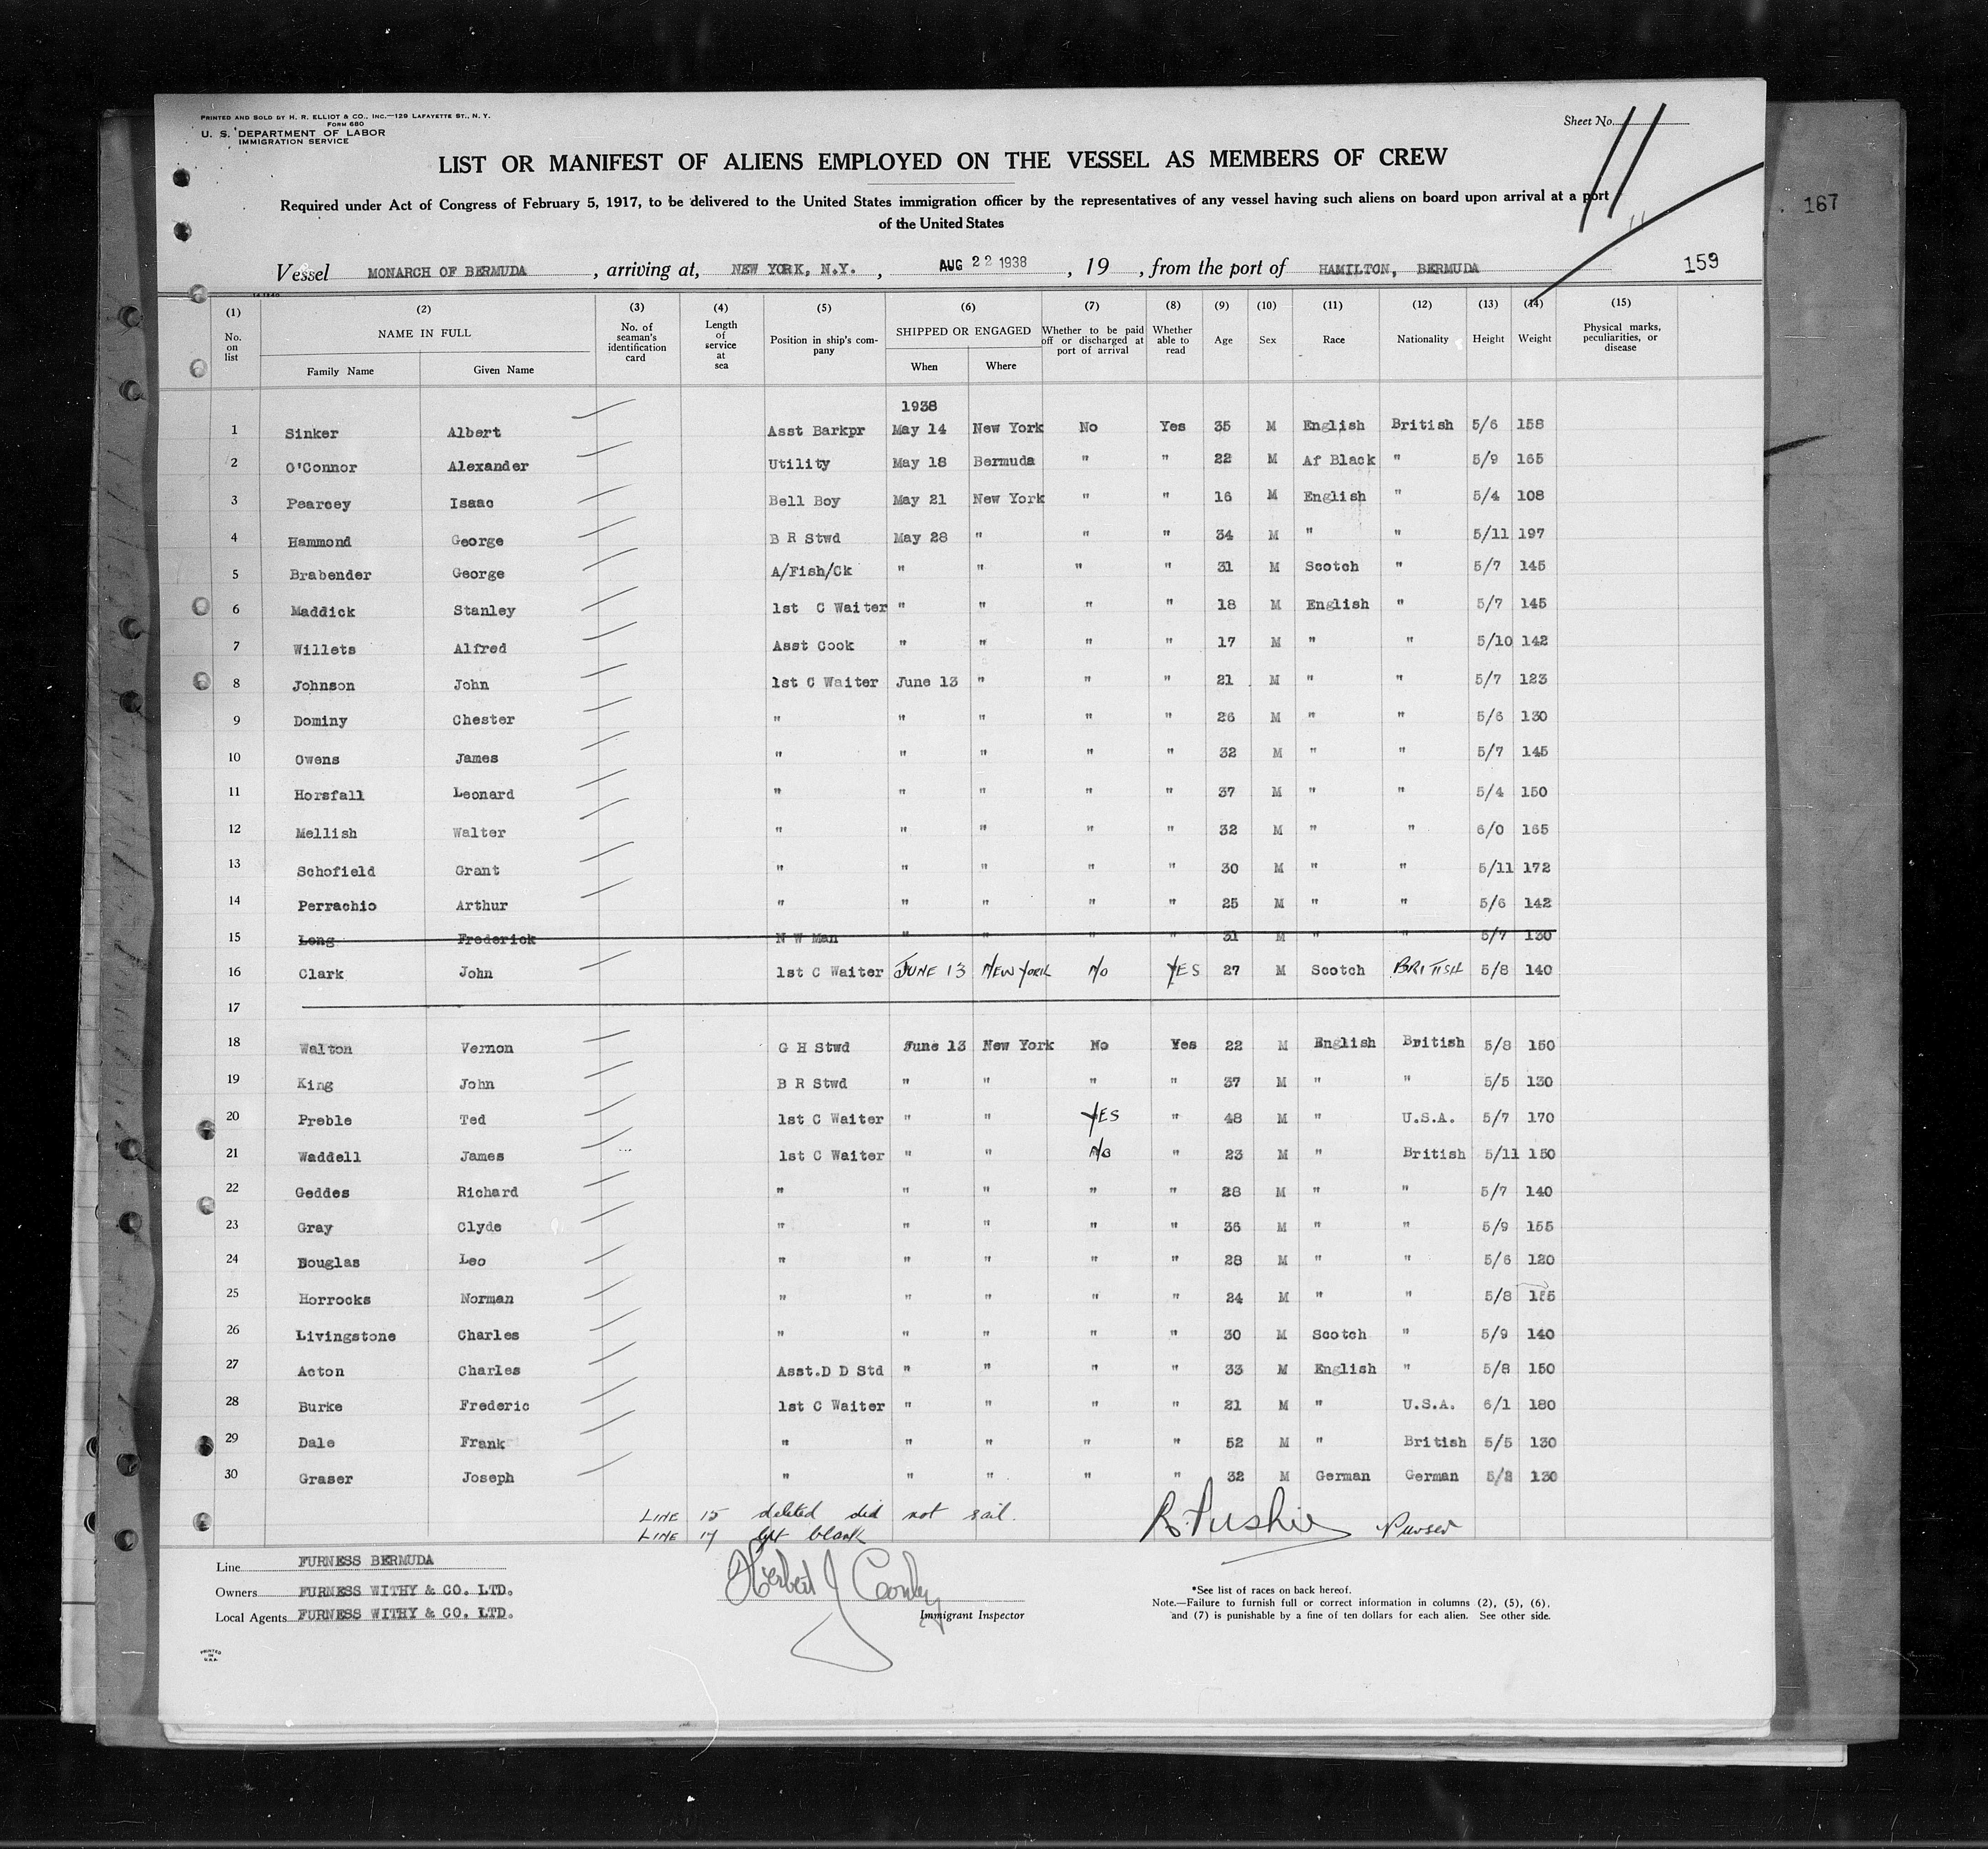 PRINTED AND SOLD BY H. R. ELLIOT & CO., INC.—129 LAFAYETTE ST., N. Y.
FORM 680
U. S. DEPARTMENT OF LABOR
IMMIGRATION SERVICE
Sheet No. 11
LIST OR MANIFEST OF ALIENS EMPLOYED ON THE VESSEL AS MEMBERS OF CREW
Required under Act of Congress of February 5, 1917, to be delivered to the United States immigration officer by the representatives of any vessel having such aliens on board upon arrival at a port
of the United States
167
11
Vessel MONARCH OF BERMUDA, arriving at, NEW YORK, N.Y., AUG 22 1938, 19, from the port of HAMILTON, BERMUDA 159
(1) (2) (3) (4) (5) (6) (7) (8) (9) (10) (11) (12) (13) (14) (15)
No. on list NAME IN FULL Family Name Given Name No. of seaman's identification card Length of service at sea Position in ship's company SHIPPED OR ENGAGED When Where Whether to be paid off or discharged at port of arrival Whether able to read Age Sex Race Nationality Height Weight Physical marks, peculiarities, or disease
1938
1 Sinker Albert Asst Barkpr May 14 New York No Yes 35 M English British 5/6 158
2 O'Connor Alexander Utility May 18 Bermuda " " 22 M Af Black " 5/9 165
3 Pearcey Isaac Bell Boy May 21 New York " " 16 M English " 5/4 108
4 Hammond George B R Stwd May 28 " " " 34 M " " 5/11 197
5 Brabender George A/Fish/Ck " " " " 31 M Scotch " 5/7 145
6 Maddick Stanley 1st C Waiter " " " " 18 M English " 5/7 145
7 Willets Alfred Asst Cook " " " " 17 M " " 5/10 142
8 Johnson John 1st C Waiter June 13 " " " 21 M " " 5/7 123
9 Dominy Chester " " " " " 26 M " " 5/6 130
10 Owens James " " " " " 32 M " " 5/7 145
11 Horsfall Leonard " " " " " 37 M " " 5/4 150
12 Mellish Walter " " " " " 32 M " " 6/0 165
13 Schofield Grant " " " " " 30 M " " 5/11 172
14 Perrachio Arthur " " " " " 25 M " " 5/6 142
15 Long Frederick N W Man " " " " 31 M " " 5/7 130
16 Clark John 1st C Waiter JUNE 13 NEW YORK NO YES 27 M Scotch BRITISH 5/8 140
17
18 Walton Vernon G H Stwd June 13 New York No Yes 22 M English British 5/8 150
19 King John B R Stwd " " " " 37 M " " 5/5 130
20 Preble Ted 1st C Waiter " " YES " 48 M " U.S.A. 5/7 170
21 Waddell James 1st C Waiter " " NO " 23 M " British 5/11 150
22 Geddes Richard " " " " " 28 M " " 5/7 140
23 Gray Clyde " " " " " 36 M " " 5/9 155
24 Douglas Leo " " " " " 28 M " " 5/6 120
25 Horrocks Norman " " " " " 24 M " " 5/8
26 Livingstone Charles " " " " " 30 M Scotch " 5/9 140
27 Acton Charles Asst.D D Std " " " " 33 M English " 5/8 150
28 Burke Frederic 1st C Waiter " " " " 21 M " U.S.A. 6/1 180
29 Dale Frank " " " " " 52 M " British 5/5 130
30 Graser Joseph " " " " " 32 M German German 5/8 130
LINE 15 deleted did not sail.
LINE 17 left blank
R. Pushie Purser
Line FURNESS BERMUDA
Owners FURNESS WITHY & CO. LTD.
Local Agents FURNESS WITHY & CO. LTD.
Herbert J
Immigrant Inspector
*See list of races on back hereof.
Note.—Failure to furnish full or correct information in columns (2), (5), (6),
and (7) is punishable by a fine of ten dollars for each alien. See other side.
PRINTED
IN
U.S.A.